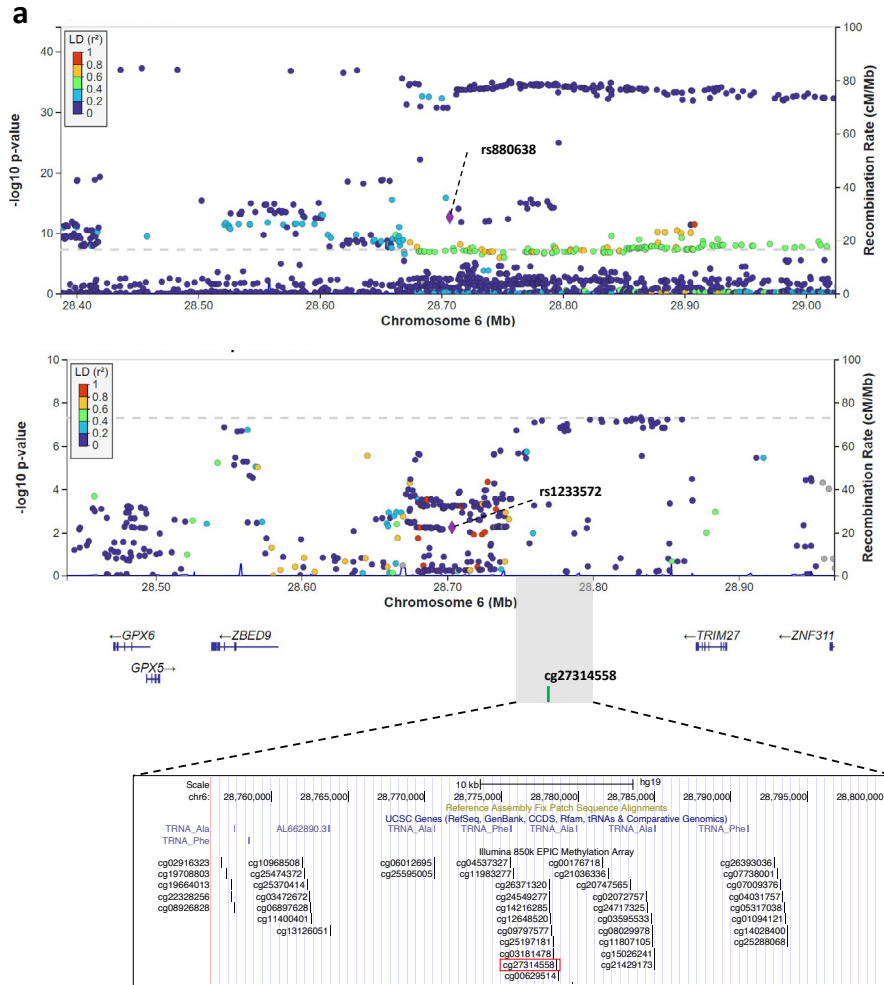 a
LD (r²)
1
0.8
0.6
0.4
0.2
0
40
30
20
10
0
-log10 p-value
100
80
60
40
20
0
Recombination Rate (cM/Mb)
rs880638
28.40 28.50 28.60 28.70 28.80 28.90 29.00
Chromosome 6 (Mb)
LD (r²)
1
0.8
0.6
0.4
0.2
0
10
8
6
4
2
0
-log10 p-value
100
80
60
40
20
0
Recombination Rate (cM/Mb)
rs1233572
28.50 28.60 28.70 28.80 28.90
Chromosome 6 (Mb)
←GPX6 ←ZBED9 ←TRIM27 ←ZNF311
GPX5→
cg27314558
Scale 10 kb hg19
chr6: 28,760,000 28,765,000 28,770,000 28,775,000 28,780,000 28,785,000 28,790,000 28,795,000 28,800,000
Reference Assembly Fix Patch Sequence Alignments
UCSC Genes (RefSeq, GenBank, CCDS, Rfam, tRNAs & Comparative Genomics)
TRNA_Ala AL662890.3 TRNA_Ala TRNA_Phe TRNA_Ala TRNA_Ala TRNA_Phe
TRNA_Phe
Illumina 850k EPIC Methylation Array
cg02916323 cg10968508 cg06012695 cg04537327 cg00176718 cg26393036
cg19708803 cg25474372 cg25595005 cg11983277 cg21036336 cg07738001
cg19664013 cg25370414 cg26371320 cg20747565 cg07009376
cg22328256 cg03472672 cg24549277 cg02072757 cg04031757
cg08926828 cg06897628 cg14216285 cg24717325 cg05317038
cg11400401 cg12648520 cg03595533 cg01094121
cg13126051 cg09797577 cg08029978 cg14028400
cg25197181 cg11807105 cg25288068
cg03181478 cg15026241
cg27314558 cg21429173
cg00629514